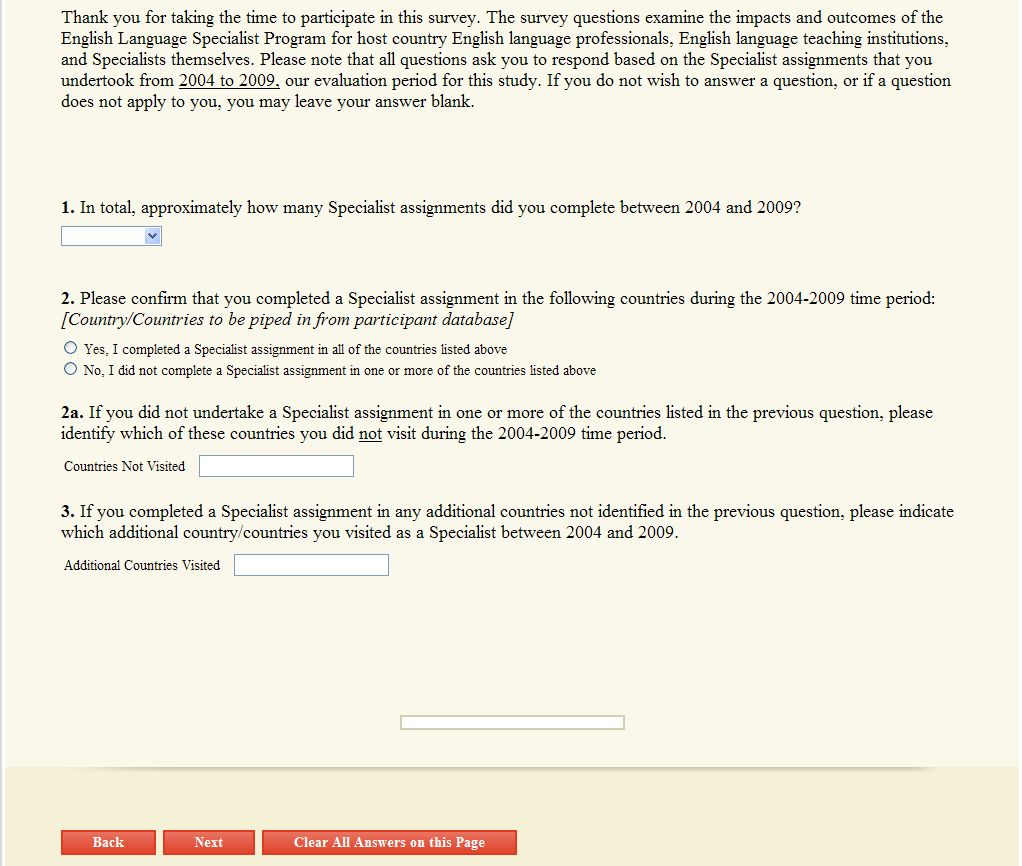 Thank you for taking the time to participate in this survey. The survey questions examine the impacts and outcomes of the
English Language Specialist Program for host country English language professionals, English language teaching institutions,
and Specialists themselves. Please note that all questions ask you to respond based on the Specialist assignments that you
undertook from 2004 to 2009, our evaluation period for this study. If you do not wish to answer a question, or if a question
does not apply to you, you may leave your answer blank.
1. In total, approximately how many Specialist assignments did you complete between 2004 and 2009?
2. Please confirm that you completed a Specialist assignment in the following countries during the 2004-2009 time period:
[Country/Countries to be piped in from participant database]
Yes, I completed a Specialist assignment in all of the countries listed above
No, I did not complete a Specialist assignment in one or more of the countries listed above
2a. If you did not undertake a Specialist assignment in one or more of the countries listed in the previous question, please
identify which of these countries you did not visit during the 2004-2009 time period.
Countries Not Visited
3. If you completed a Specialist assignment in any additional countries not identified in the previous question, please indicate
which additional country/countries you visited as a Specialist between 2004 and 2009.
Additional Countries Visited
Back Next Clear All Answers on this Page